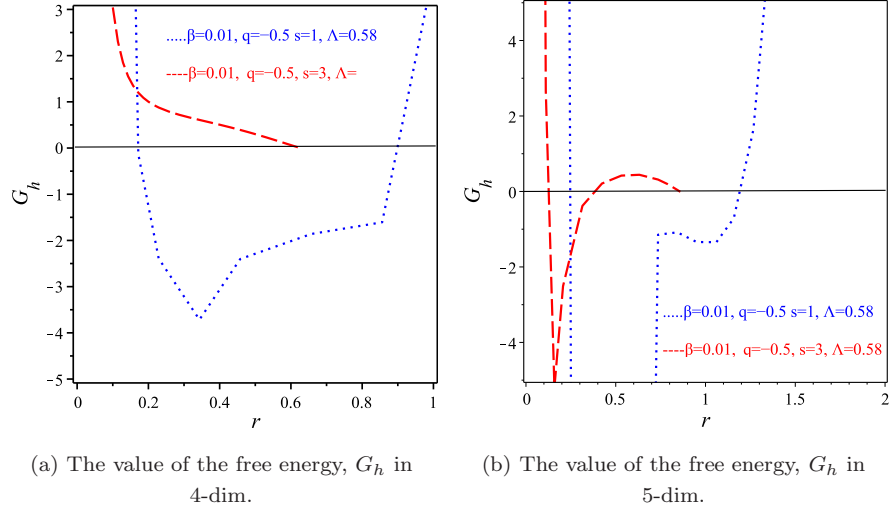 3
2
1
0
-1
-2
-3
-4
-5
G_h
.....β=0.01, q=−0.5 s=1, Λ=0.58
----β=0.01, q=−0.5, s=3, Λ=
0 0.2 0.4 0.6 0.8 1
r
(a) The value of the free energy, G_h in
4-dim.
4
2
0
-2
-4
G_h
.....β=0.01, q=−0.5 s=1, Λ=0.58
----β=0.01, q=−0.5, s=3, Λ=0.58
0 0.5 1 1.5 2
r
(b) The value of the free energy, G_h in
5-dim.